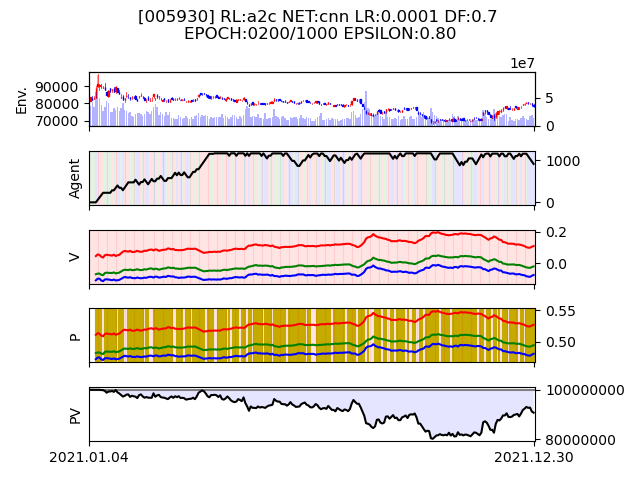 [005930] RL:a2c NET:cnn LR:0.0001 DF:0.7
EPOCH:0200/1000 EPSILON:0.80
1e7
Env.
90000
80000
70000
5
0
Agent
1000
0
V
0.2
0.0
P
0.55
0.50
PV
100000000
80000000
2021.01.04
2021.12.30